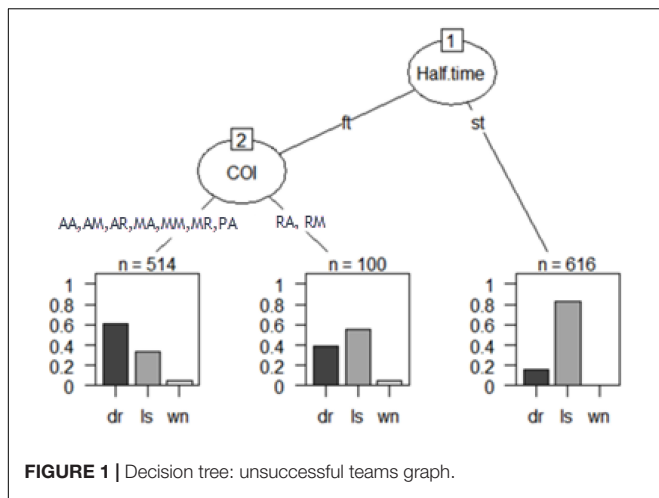 1
Half.time
ft
st
2
COI
AA,AM,AR,MA,MM,MR,PA
RA, RM
n = 514
n = 100
n = 616
1
0.8
0.6
0.4
0.2
0
dr ls wn
1
0.8
0.6
0.4
0.2
0
dr ls wn
1
0.8
0.6
0.4
0.2
0
dr ls wn
FIGURE 1 | Decision tree: unsuccessful teams graph.